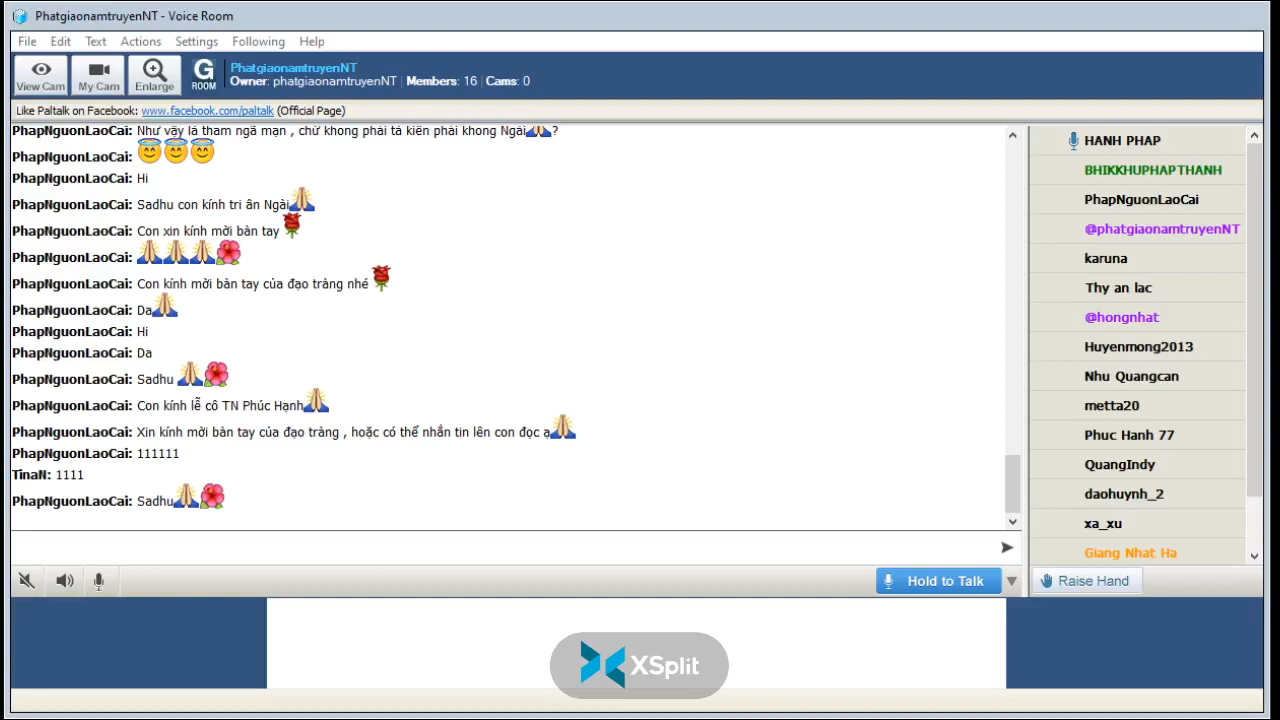 PhatgiaonamtruyenNT - Voice Room
File Edit Text Actions Settings Following Help
View Cam My Cam Enlarge G ROOM
PhatgiaonamtruyenNT
Owner: phatgiaonamtruyenNT | Members: 16 | Cams: 0
Like Paltalk on Facebook: www.facebook.com/paltalk (Official Page)
PhapNguonLaoCai: Như vậy là tham ngã mạn , chứ không phải tà kiến phải không Ngài ?
PhapNguonLaoCai:
PhapNguonLaoCai: Hi
PhapNguonLaoCai: Sadhu con kính tri ân Ngài
PhapNguonLaoCai: Con xin kính mời bàn tay
PhapNguonLaoCai:
PhapNguonLaoCai: Con kính mời bàn tay của đạo tràng nhé
PhapNguonLaoCai: Da
PhapNguonLaoCai: Hi
PhapNguonLaoCai: Da
PhapNguonLaoCai: Sadhu
PhapNguonLaoCai: Con kính lễ cô TN Phúc Hạnh
PhapNguonLaoCai: Xin kính mời bàn tay của đạo tràng , hoặc có thể nhắn tin lên con đọc ạ
PhapNguonLaoCai: 111111
TinaN: 1111
PhapNguonLaoCai: Sadhu
HANH PHAP
BHIKKHUPHAPTHANH
PhapNguonLaoCai
@phatgiaonamtruyenNT
karuna
Thy an lac
@hongnhat
Huyenmong2013
Nhu Quangcan
metta20
Phuc Hanh 77
QuangIndy
daohuynh_2
xa_xu
Giang Nhat Ha
Hold to Talk
Raise Hand
XSplit